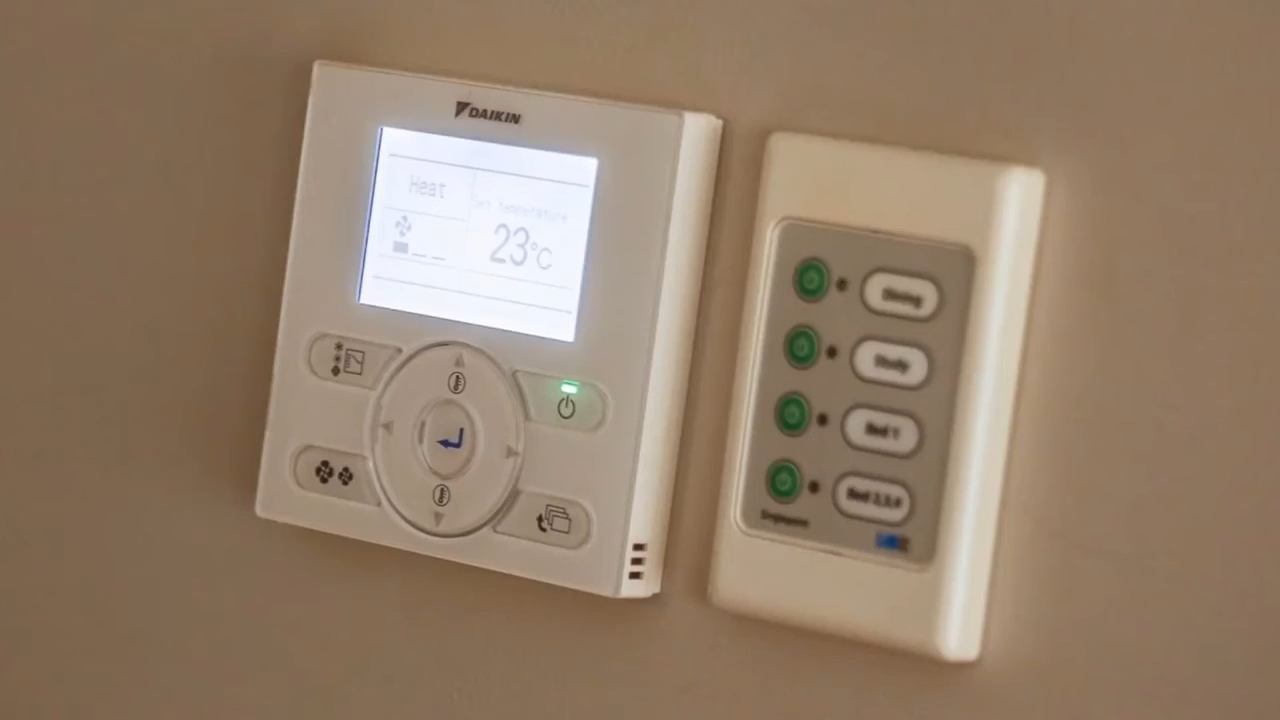 DAIKIN
Heat
Set temperature
23°C
Dining
Study
Bed 1
Bed 2,3,4